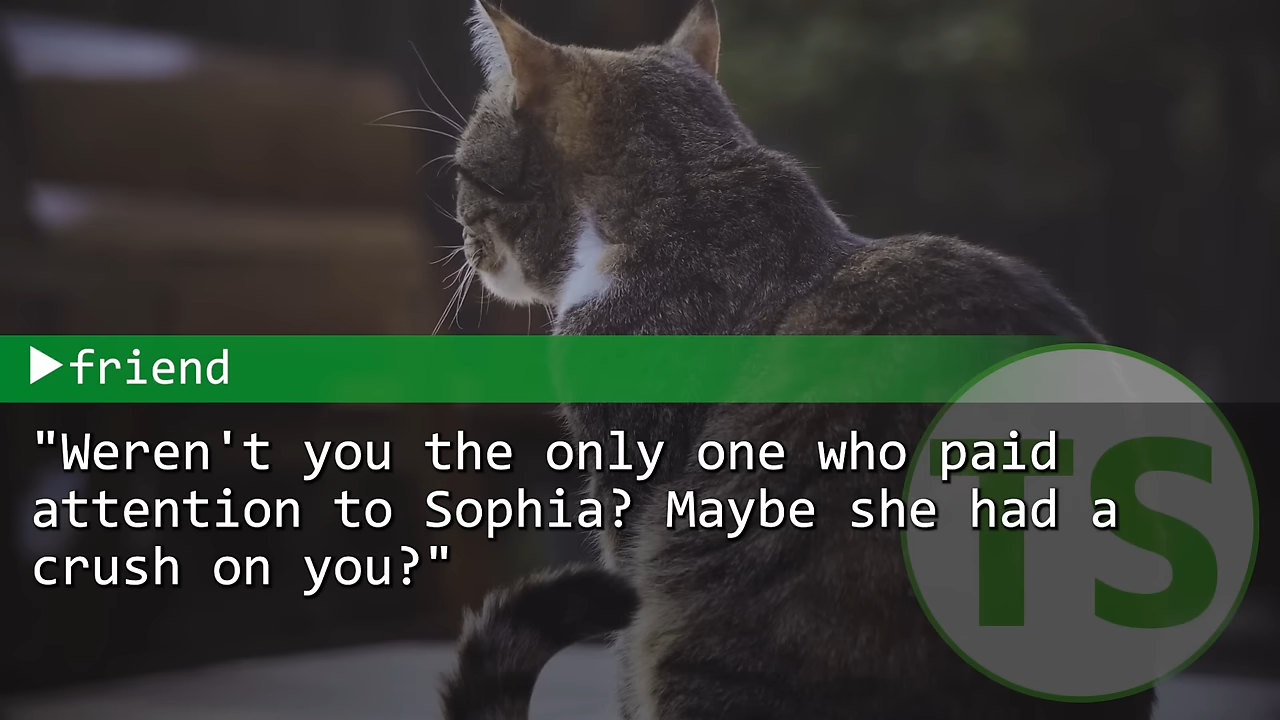 ▶friend
"Weren't you the only one who paid
attention to Sophia? Maybe she had a
crush on you?"
TS